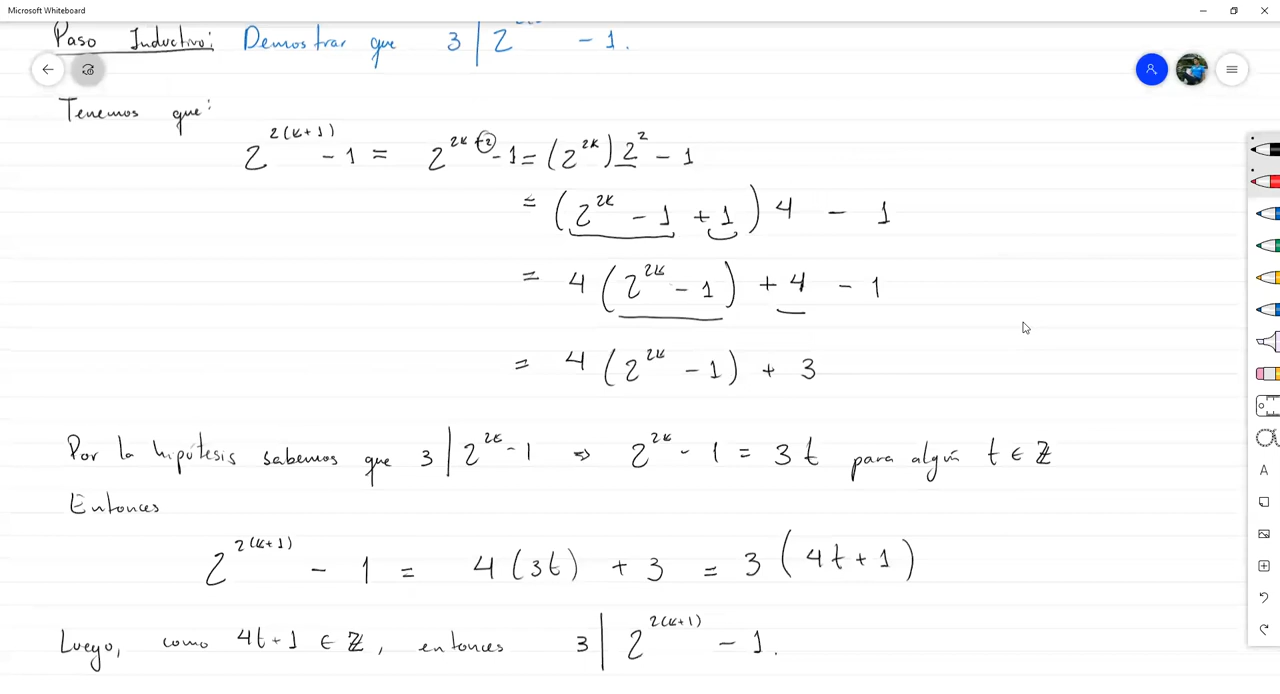 Microsoft Whiteboard
Paso Inductivo: Demostrar que 3 | 2 - 1.
Tenemos que:
2^{2(k+1)} - 1 = 2^{2k+2} - 1 = (2^{2k}) 2^2 - 1
= (2^{2k} - 1 + 1) 4 - 1
= 4 (2^{2k} - 1) + 4 - 1
= 4 (2^{2k} - 1) + 3
Por la hipótesis sabemos que 3 | 2^{2k} - 1 ⇒ 2^{2k} - 1 = 3t para algún t ∈ ℤ
Entonces
2^{2(k+1)} - 1 = 4(3t) + 3 = 3(4t+1)
Luego, como 4t+1 ∈ ℤ, entonces 3 | 2^{2(k+1)} - 1.